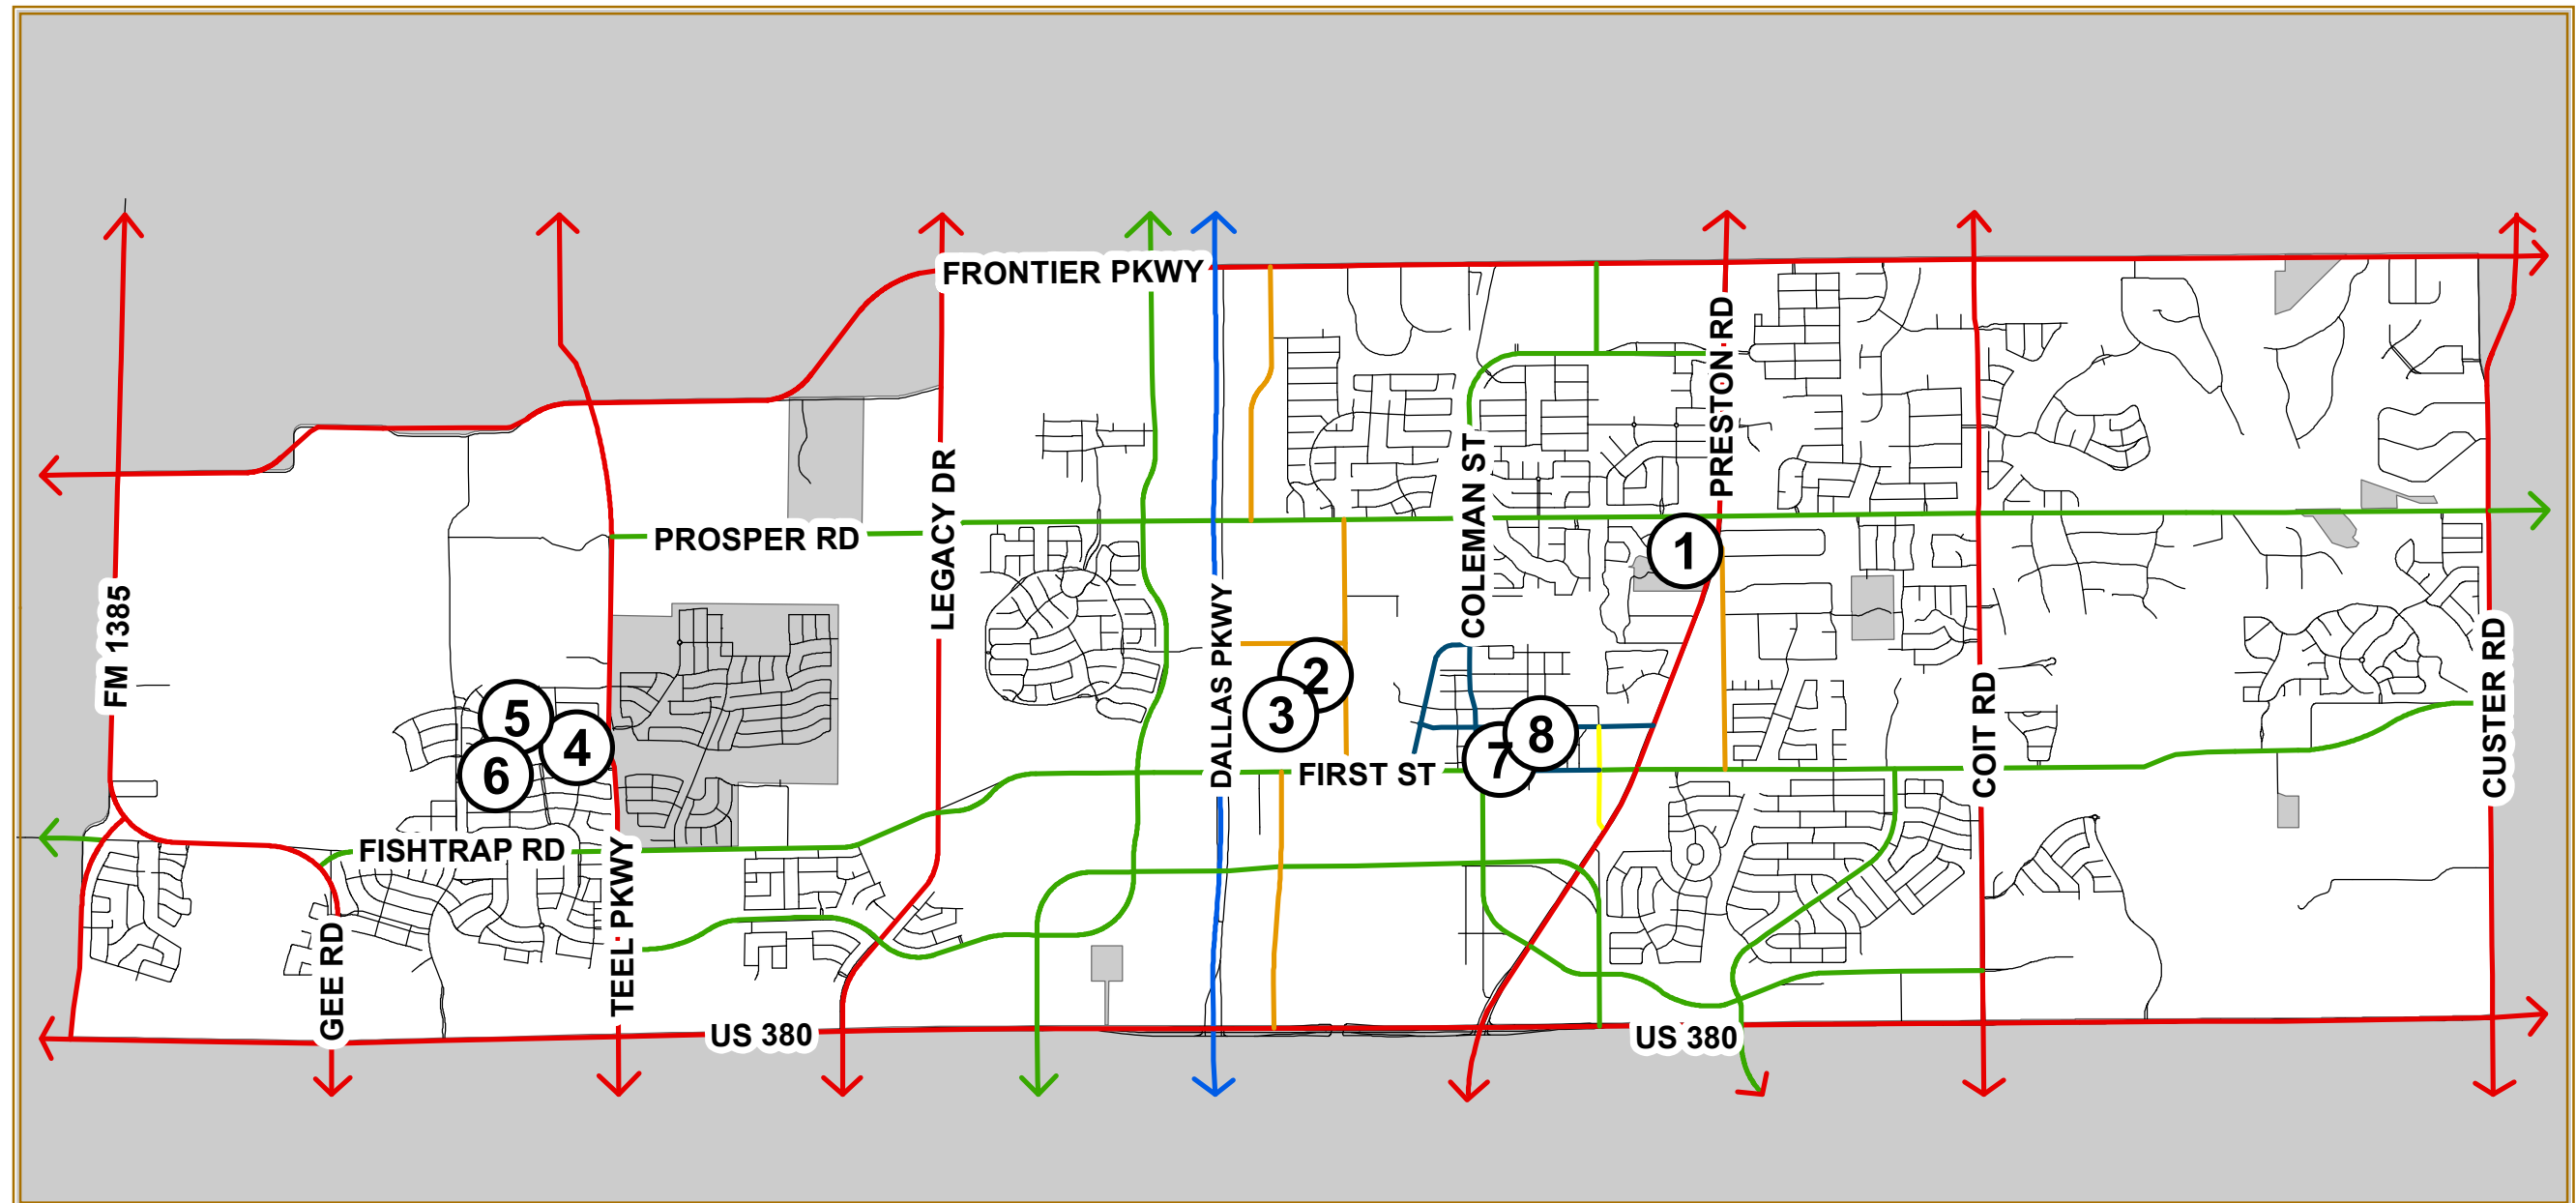 FRONTIER PKWY
PRESTON RD
COLEMAN ST
LEGACY DR
PROSPER RD
1
FM 1385
DALLAS PKWY
2
3
5
4
6
8
7
COIT RD
CUSTER RD
FIRST ST
FISHTRAP RD
TEEL PKWY
GEE RD
US 380
US 380